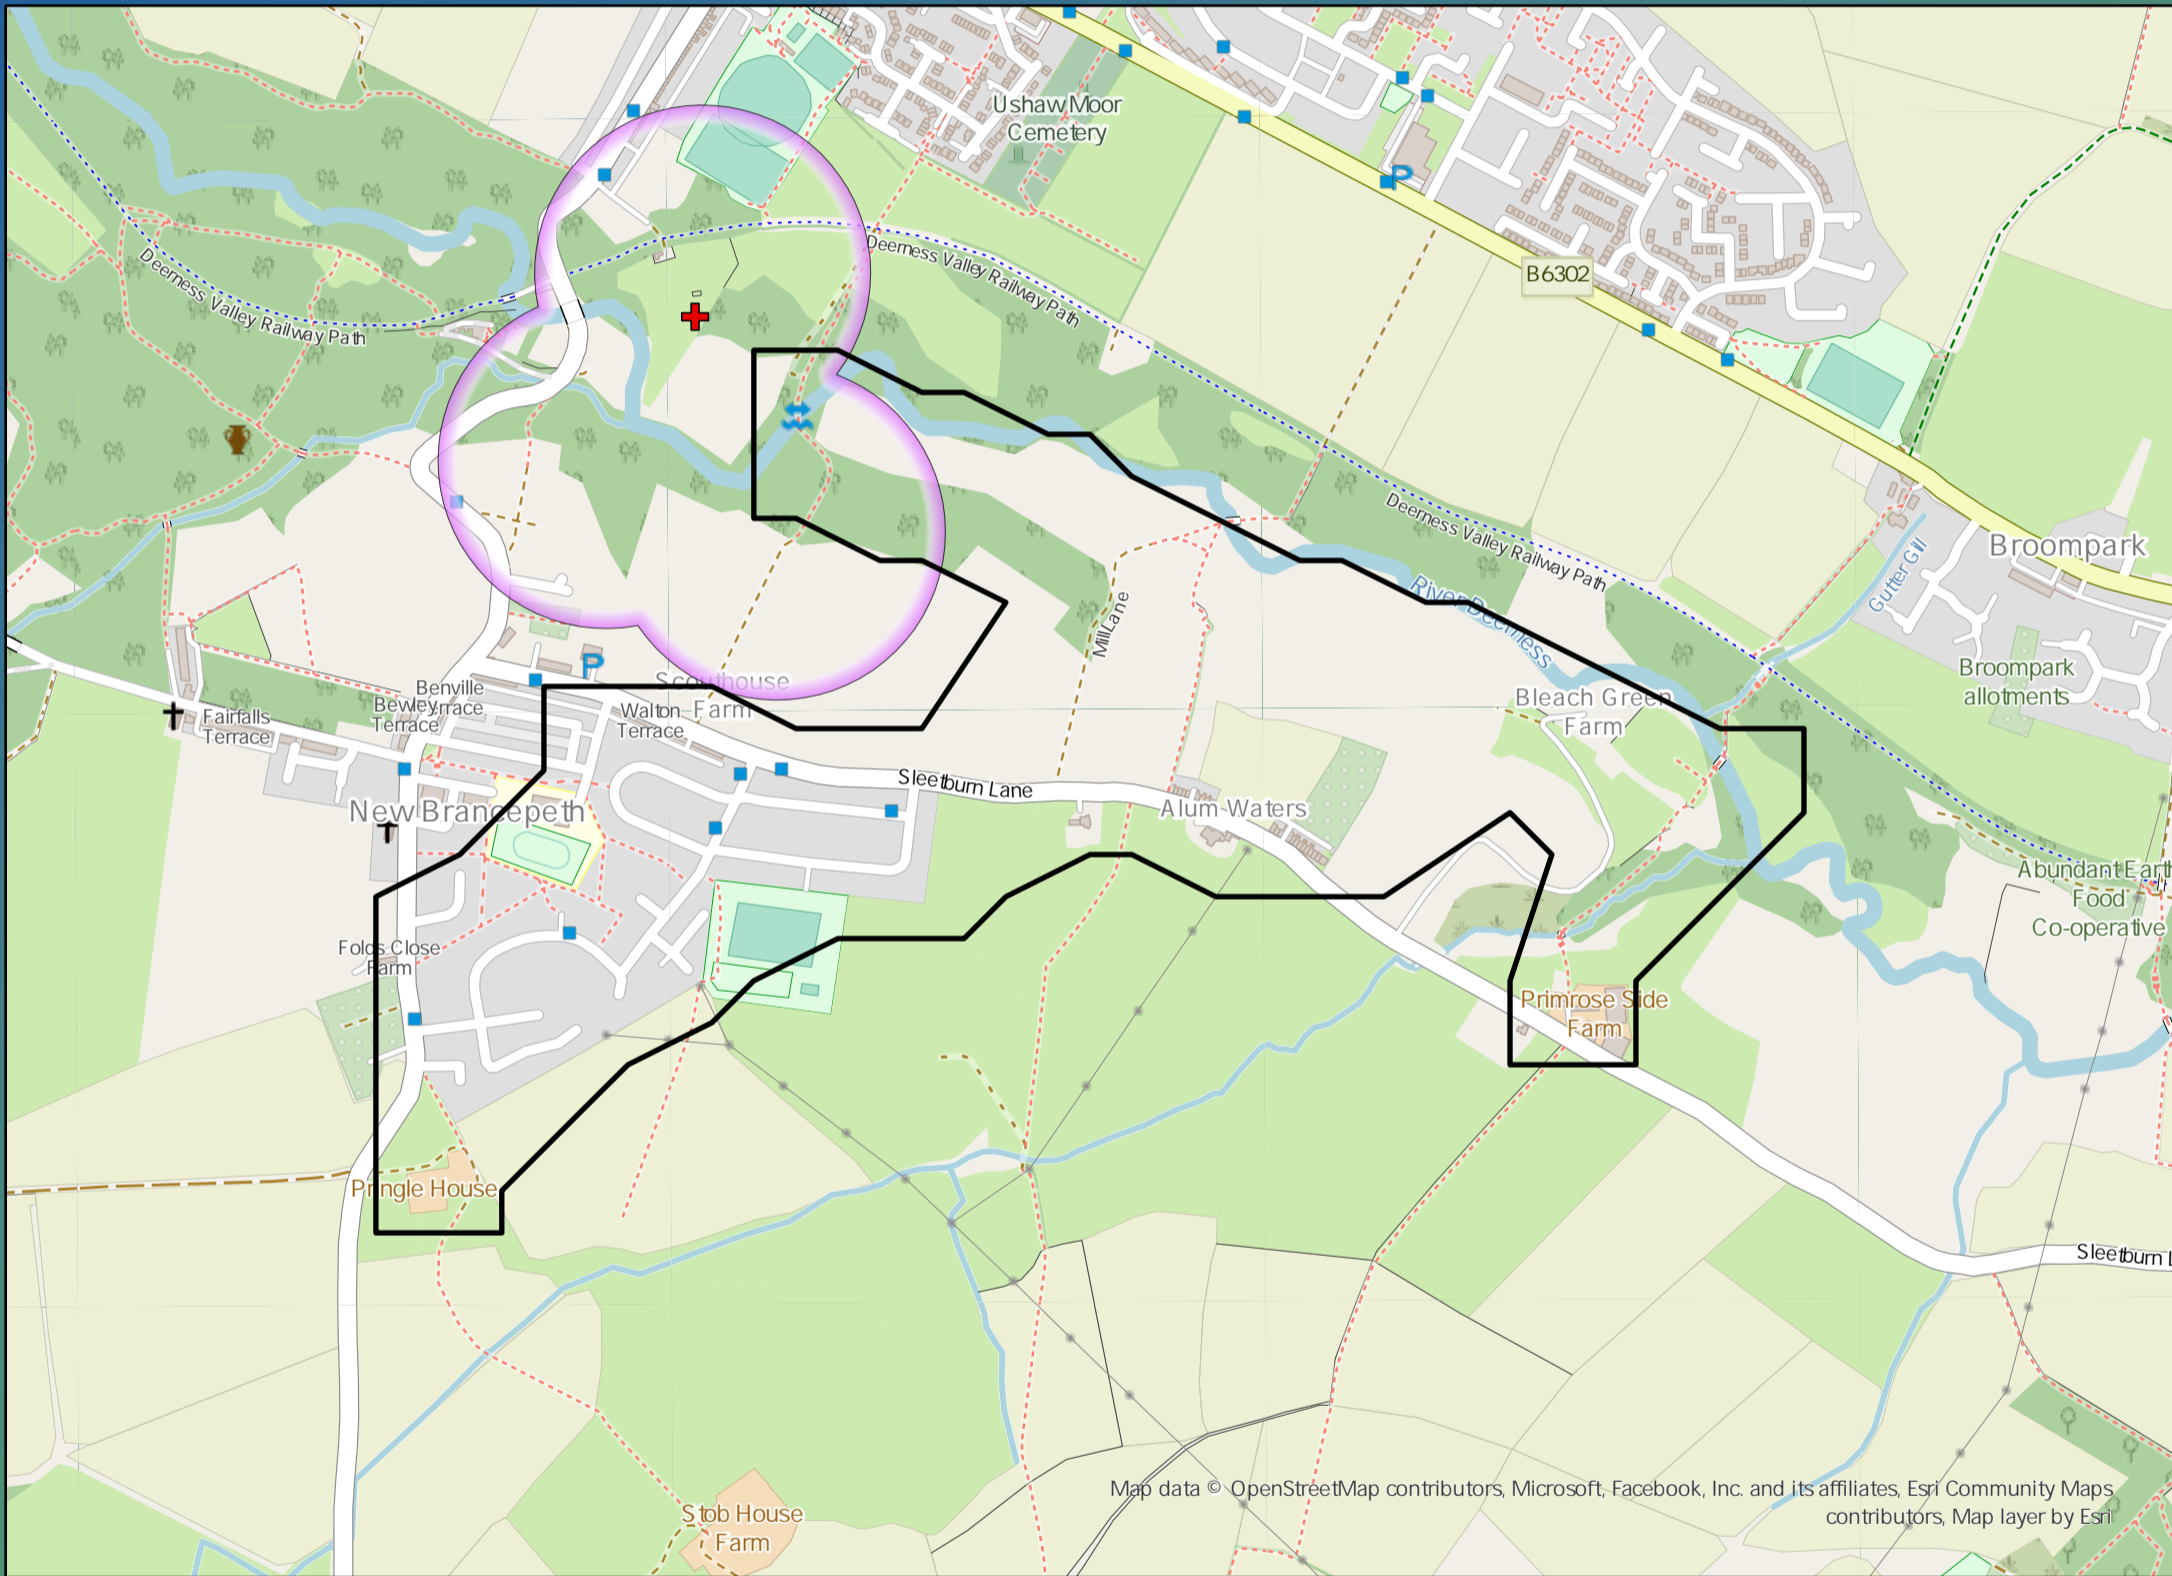 Ushaw Moor
Cemetery
P
Deerness Valley Railway Path
Deerness Valley Railway Path
B6302
Deerness Valley Railway Path
Broompark
Gutter Gill
River Deerness
Mill Lane
Broompark
allotments
P
Scouthouse
Farm
Benville
Terrace
Bewley
Terrace
Fairfalls
Terrace
Walton
Terrace
Bleach Green
Farm
Sleetburn Lane
Alum Waters
New Brancepeth
Abundant Earth
Food
Co-operative
Folds Close
Farm
Primrose Side
Farm
Pringle House
Sleetburn L
Stob House
Farm
Map data © OpenStreetMap contributors, Microsoft, Facebook, Inc. and its affiliates, Esri Community Maps
contributors, Map layer by Esri